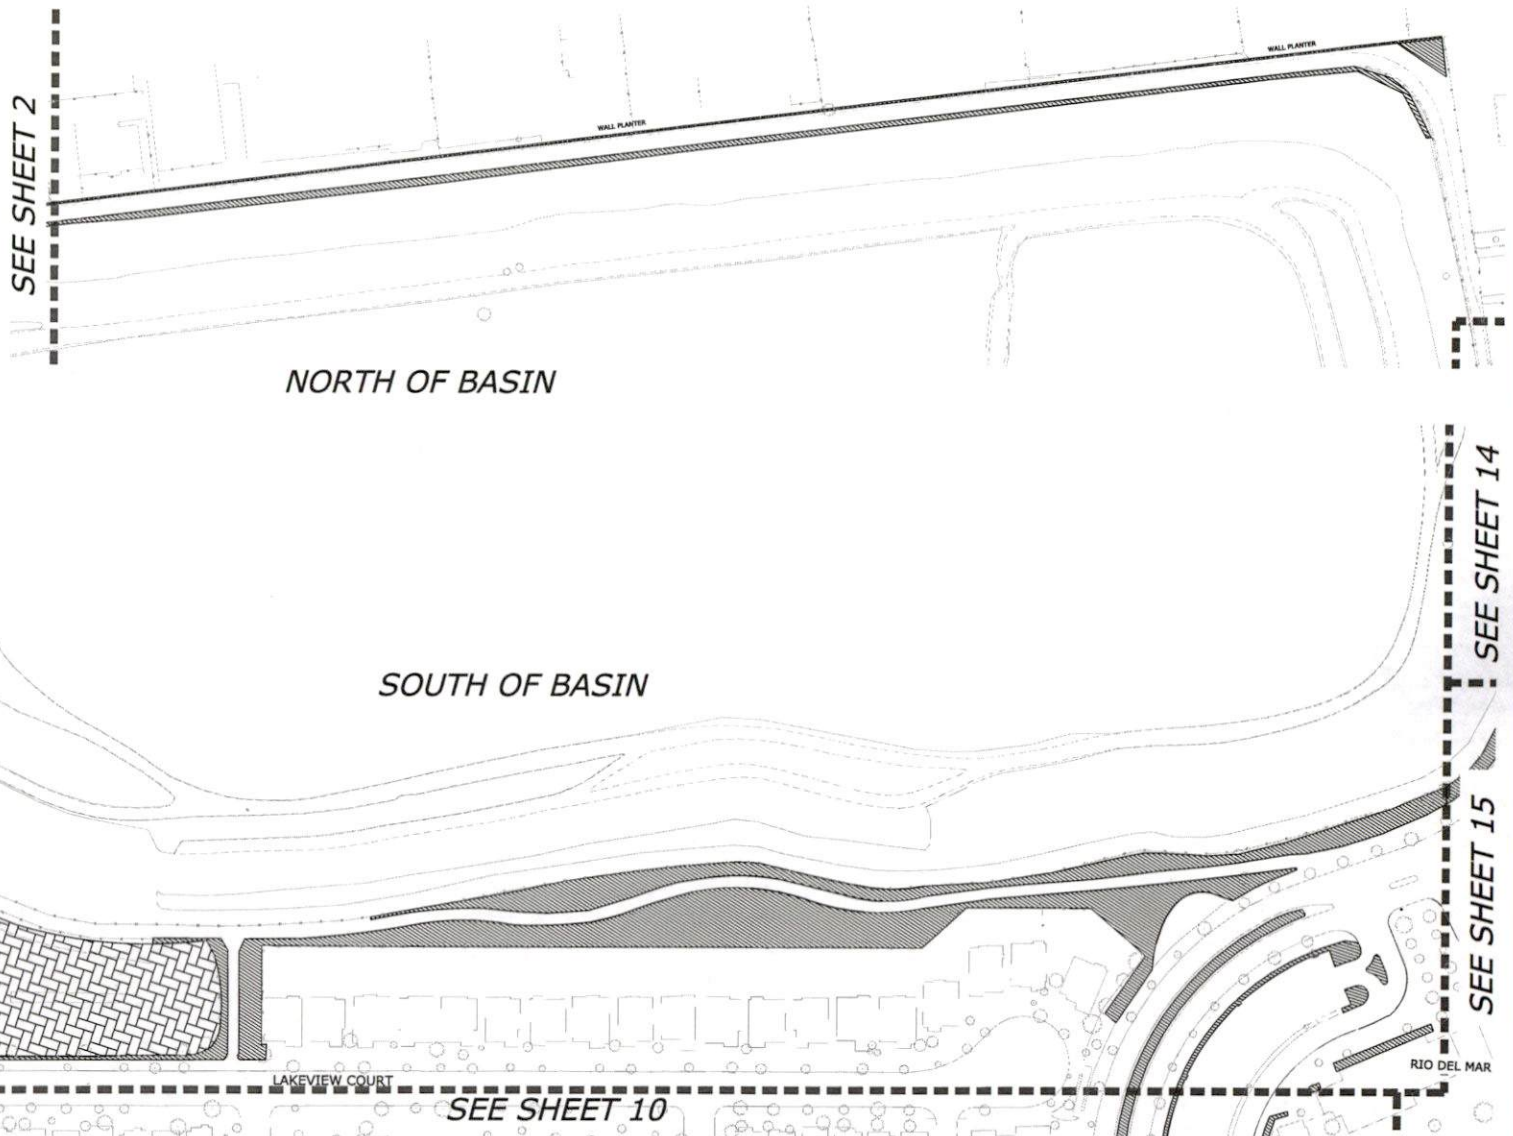 WALL PLANTER
WALL PLANTER
SEE SHEET 2
NORTH OF BASIN
SEE SHEET 14
SOUTH OF BASIN
SEE SHEET 15
RIO DEL MAR
LAKEVIEW COURT
SEE SHEET 10